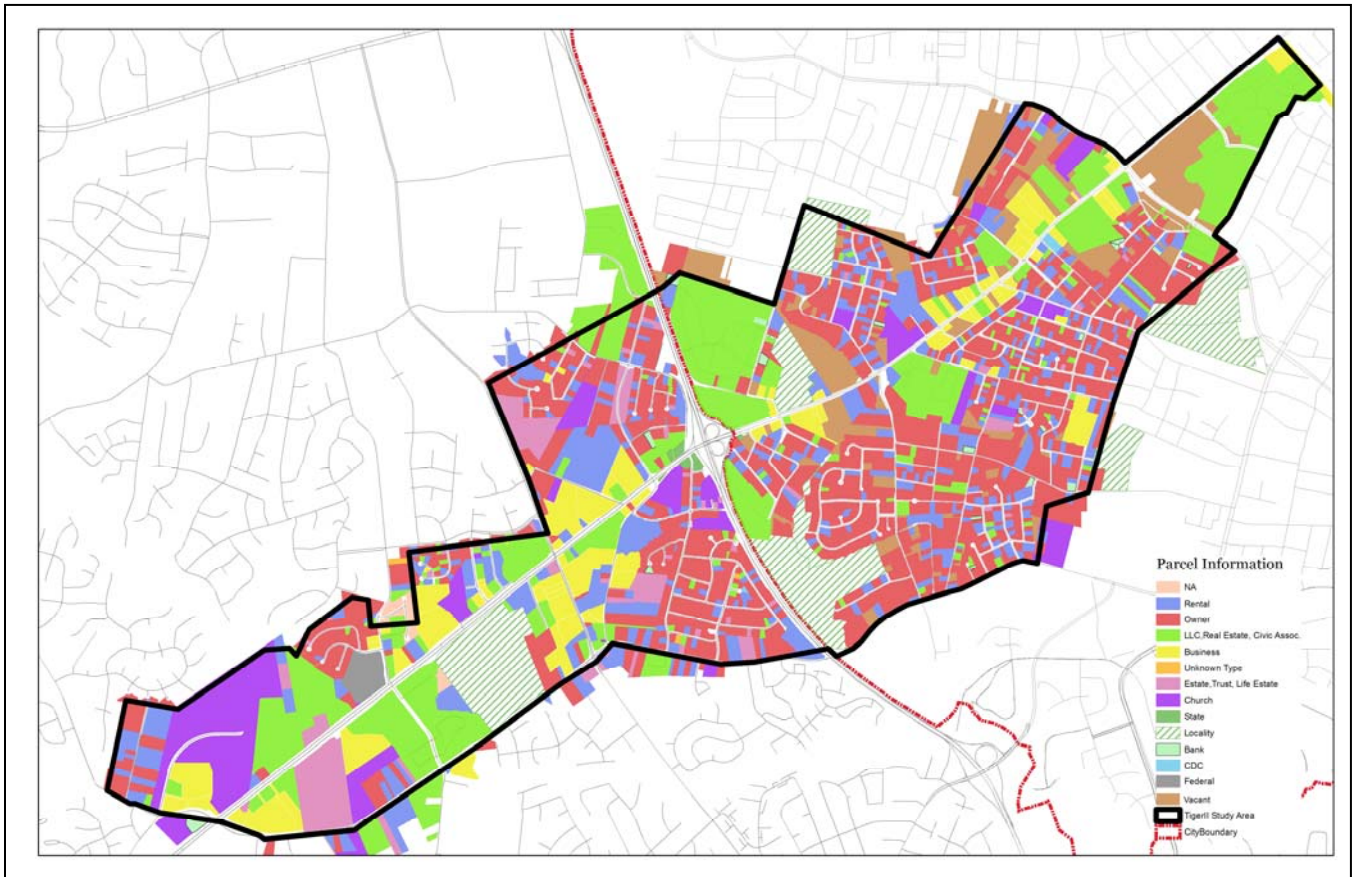 Parcel Information
NA
Rental
Owner
LLC,Real Estate, Civic Assoc.
Business
Unknown Type
Estate,Trust, Life Estate
Church
State
Locality
Bank
CDC
Federal
Vacant
TigerII Study Area
CityBoundary